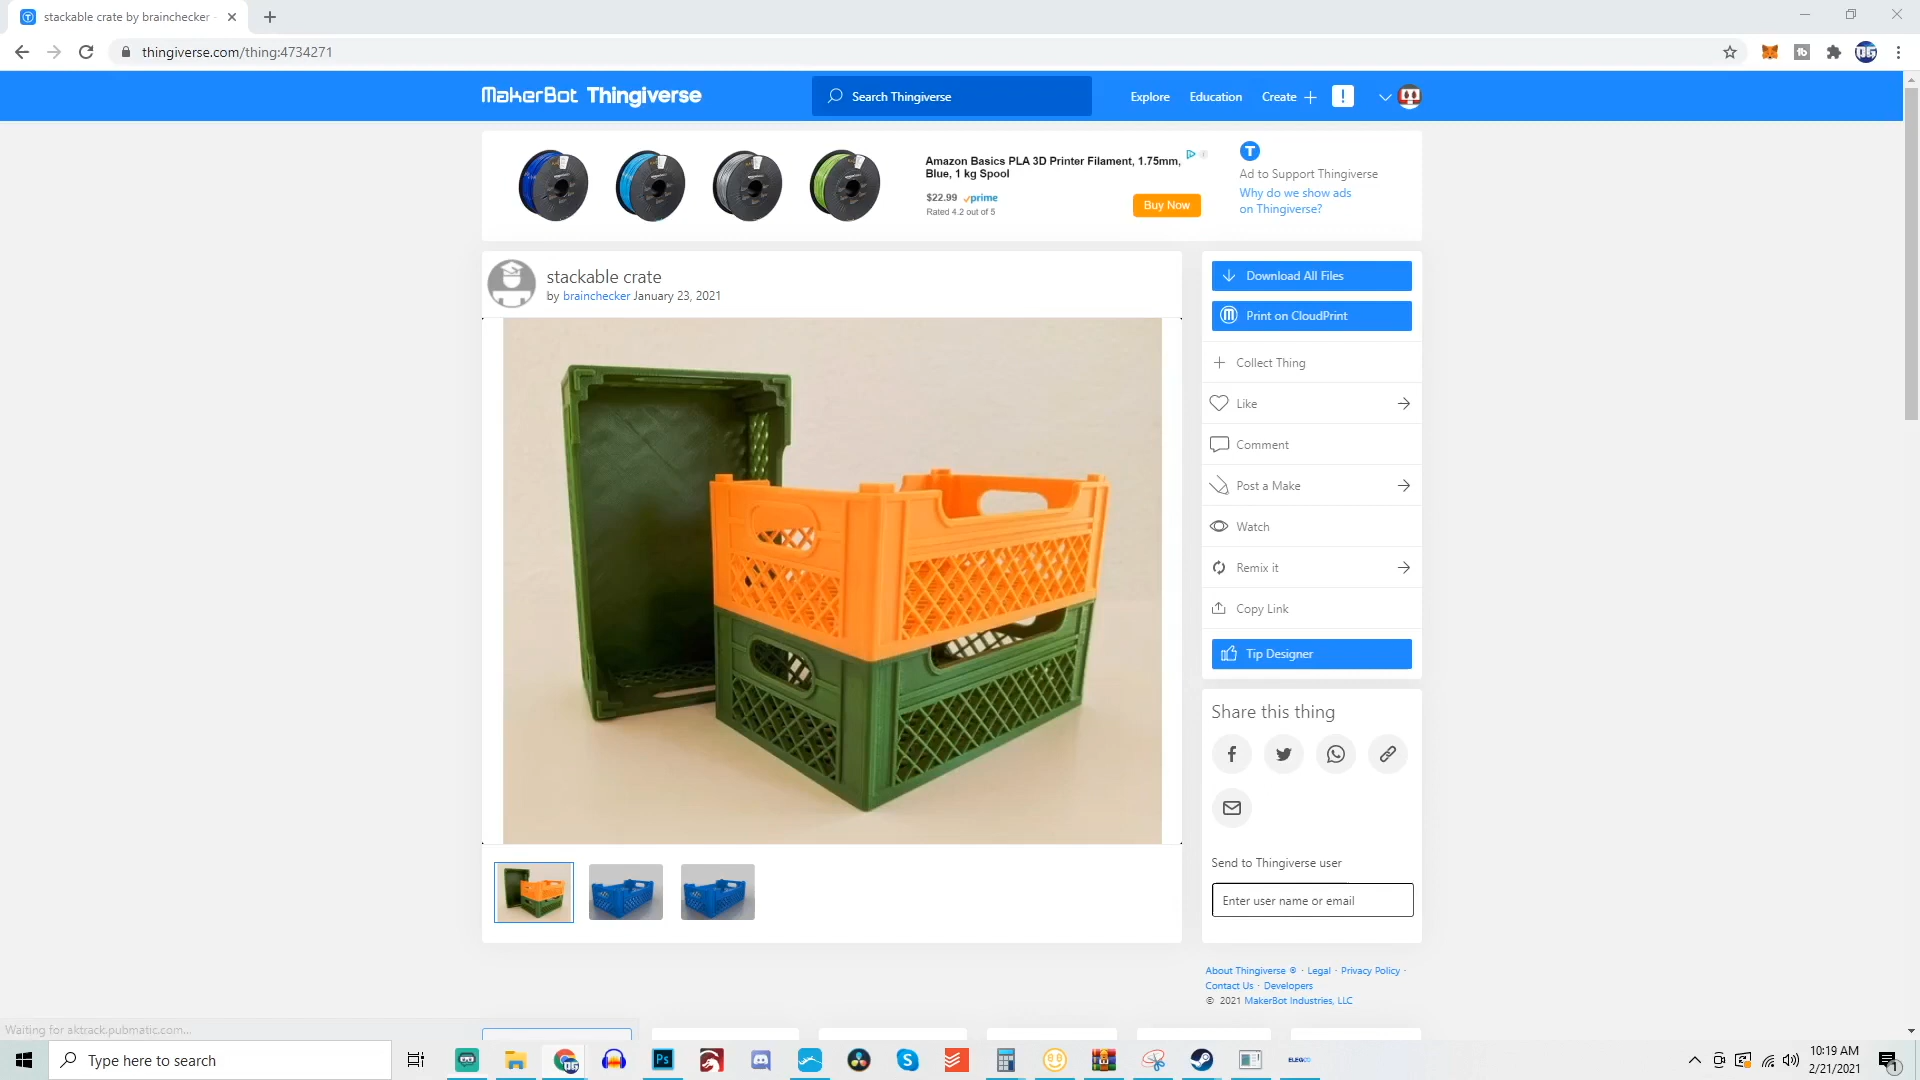 stackable crate by brainchecker -
thingiverse.com/thing:4734271
MakerBot Thingiverse
Search Thingiverse
Explore
Education
Create
Amazon Basics PLA 3D Printer Filament, 1.75mm,
Blue, 1 kg Spool
$22.99 prime
Rated 4.2 out of 5
Buy Now
Ad to Support Thingiverse
Why do we show ads
on Thingiverse?
stackable crate
by brainchecker January 23, 2021
Download All Files
Print on CloudPrint
Collect Thing
Like
Comment
Post a Make
Watch
Remix it
Copy Link
Tip Designer
Share this thing
Send to Thingiverse user
Enter user name or email
About Thingiverse ® · Legal · Privacy Policy ·
Contact Us · Developers
© 2021 MakerBot Industries, LLC
Waiting for aktrack.pubmatic.com...
Type here to search
Ps
ELEGOO
10:19 AM
2/21/2021
1